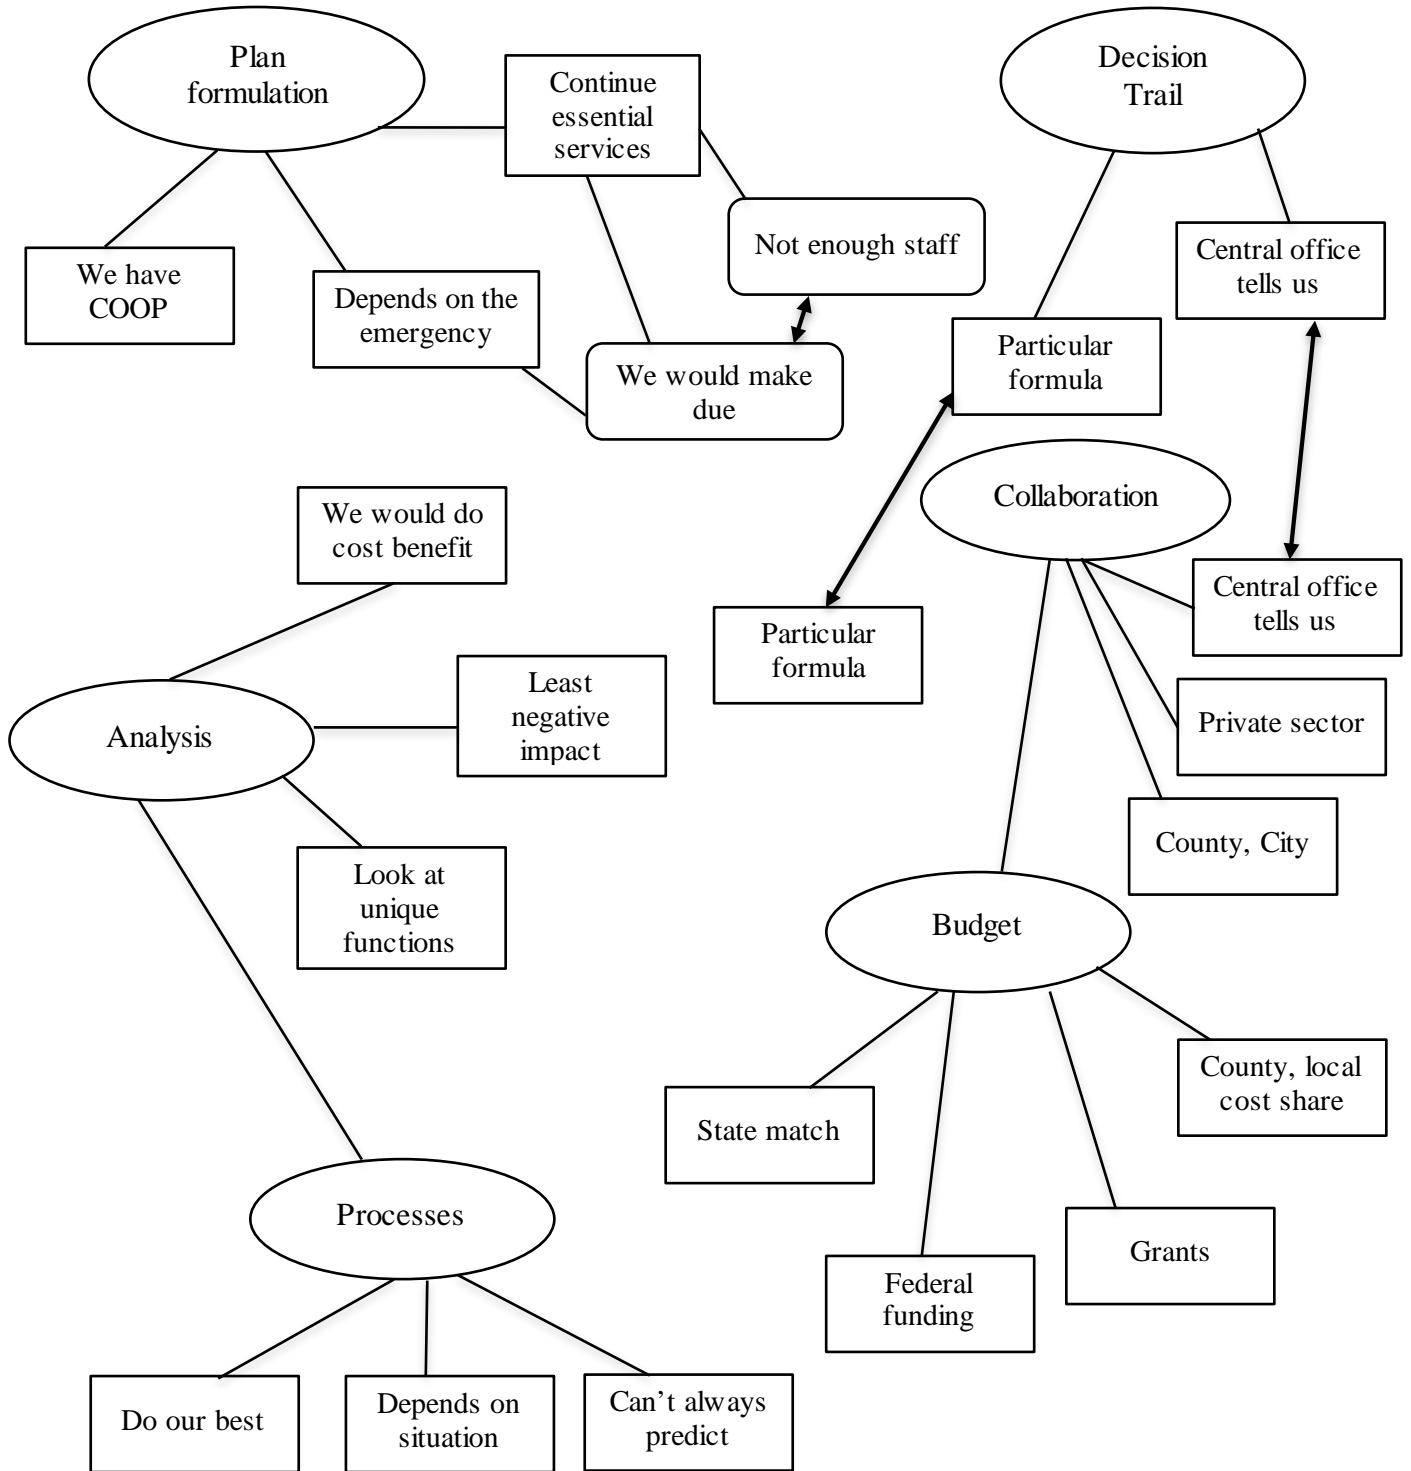 Plan
formulation
Continue
essential
services
Decision
Trail
We have
COOP
Depends on the
emergency
Not enough staff
We would make
due
Central office
tells us
Particular
formula
We would do
cost benefit
Collaboration
Particular
formula
Central office
tells us
Analysis
Least
negative
impact
Private sector
County, City
Look at
unique
functions
Budget
State match
County, local
cost share
Processes
Federal
funding
Grants
Do our best
Depends on
situation
Can’t always
predict